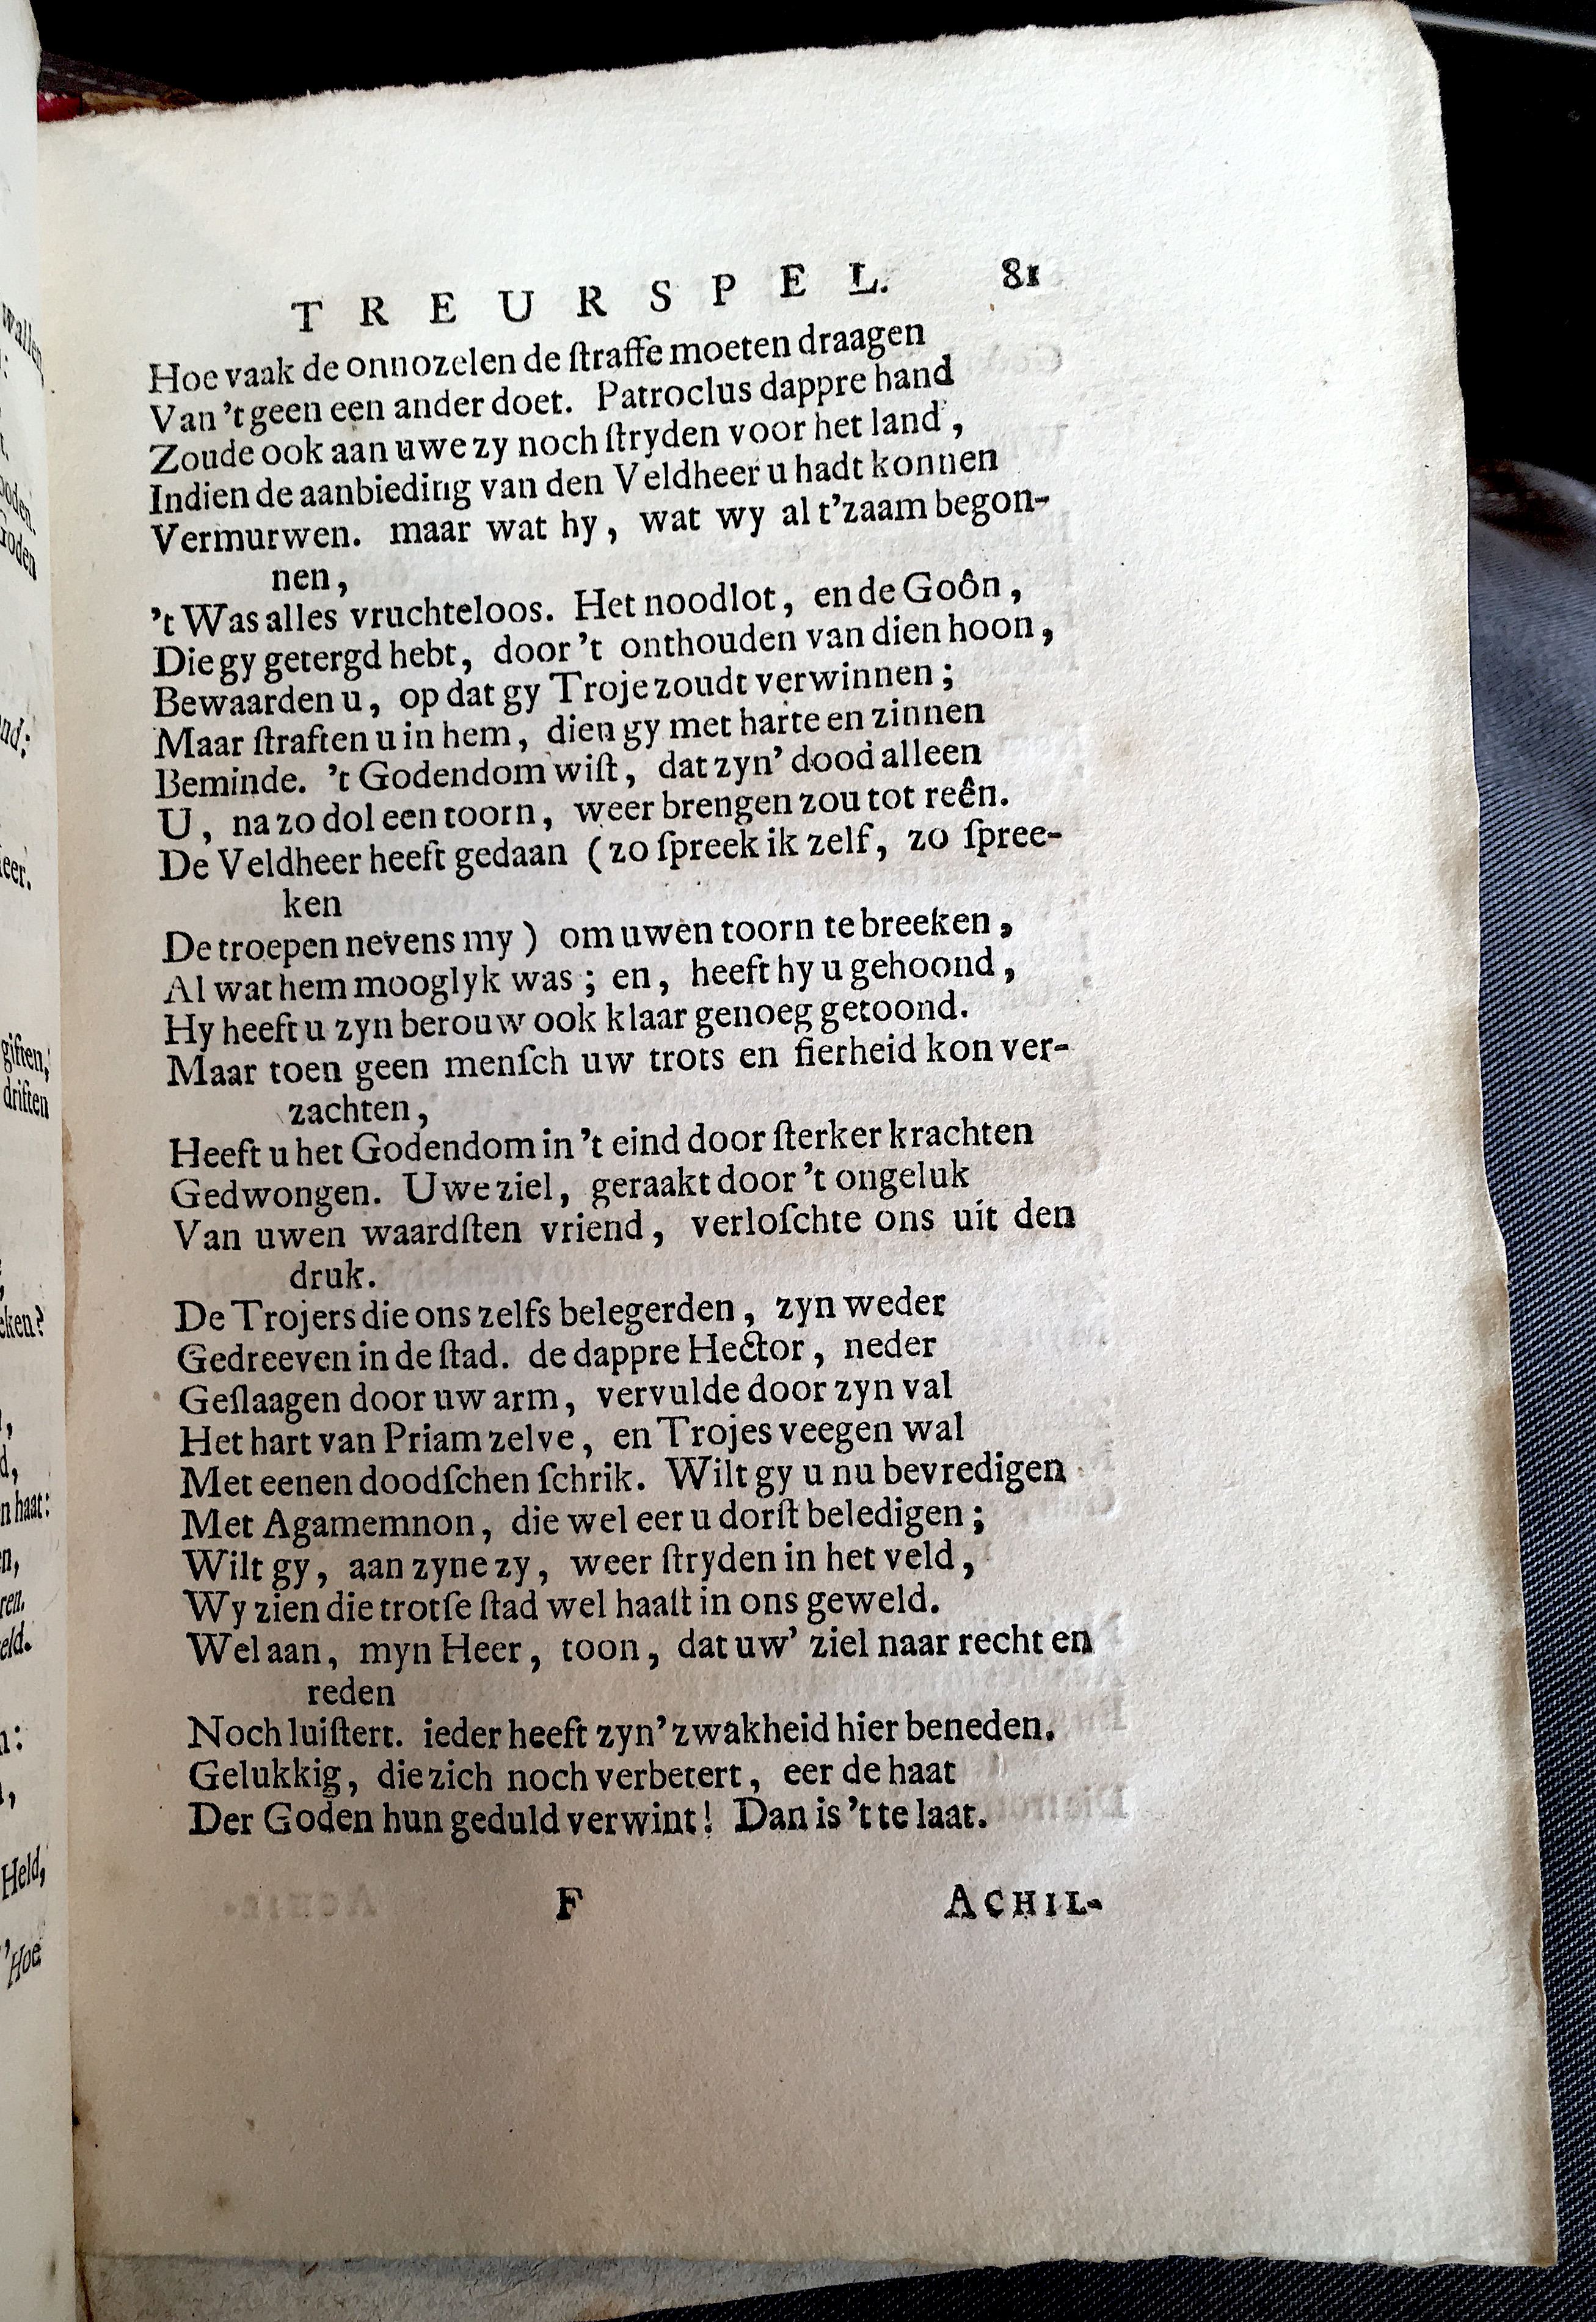 TREURSPEL. 81
Hoe vaak de onnozelen de ſtraffe moeten draagen
Van 't geen een ander doet. Patroclus dappre hand
Zoude ook aan uwe zy noch ſtryden voor het land,
Indien de aanbieding van den Veldheer u hadt konnen
Vermurwen. maar wat hy, wat wy al t'zaam begon-
nen,
't Was alles vruchteloos. Het noodlot, en de Goôn,
Die gy getergd hebt, door 't onthouden van dien hoon,
Bewaarden u, op dat gy Troje zoudt verwinnen;
Maar ſtraften u in hem, dien gy met harte en zinnen
Beminde. 't Godendom wiſt, dat zyn' dood alleen
U, na zo dol een toorn, weer brengen zou tot reên.
De Veldheer heeft gedaan (zo ſpreek ik zelf, zo ſpree-
ken
De troepen nevens my) om uwen toorn te breeken,
Al wat hem mooglyk was; en, heeft hy u gehoond,
Hy heeft u zyn berouw ook klaar genoeg getoond.
Maar toen geen menſch uw trots en fierheid kon ver-
zachten,
Heeft u het Godendom in 't eind door ſterker krachten
Gedwongen. Uwe ziel, geraakt door 't ongeluk
Van uwen waardſten vriend, verloſchte ons uit den
druk.
De Trojers die ons zelfs belegerden, zyn weder
Gedreeven in de ſtad. de dappre Hector, neder
Geſlaagen door uw arm, vervulde door zyn val
Het hart van Priam zelve, en Trojes veegen wal
Met eenen doodſchen ſchrik. Wilt gy u nu bevredigen
Met Agamemnon, die wel eer u dorſt beledigen;
Wilt gy, aan zyne zy, weer ſtryden in het veld,
Wy zien die trotſe ſtad wel haaſt in ons geweld.
Wel aan, myn Heer, toon, dat uw' ziel naar recht en
reden
Noch luiſtert. ieder heeft zyn' zwakheid hier beneden.
Gelukkig, die zich noch verbetert, eer de haat
Der Goden hun geduld verwint! Dan is 't te laat.
F ACHIL-